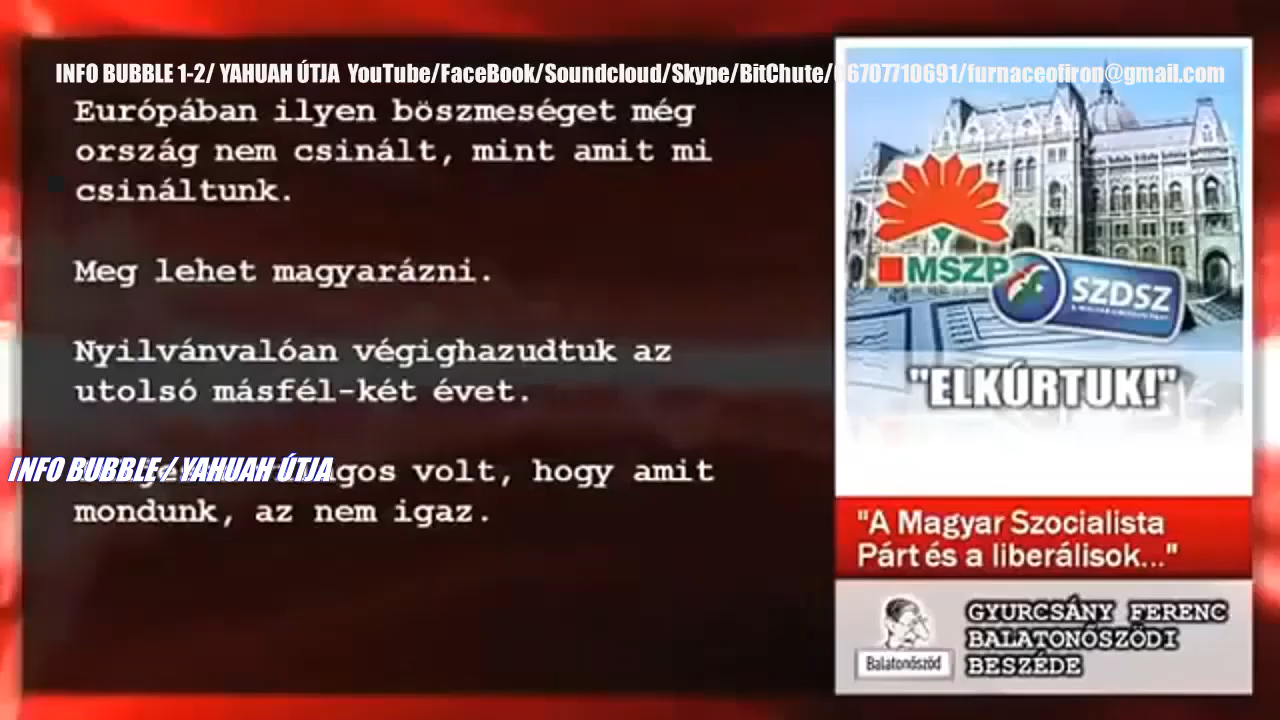 INFO BUBBLE 1-2/ YAHUAH ÚTJA YouTube/FaceBook/Soundcloud/Skype/BitChute/06707710691/furnaceofiron@gmail.com
Európában ilyen böszmeséget még
ország nem csinált, mint amit mi
csináltunk.
Meg lehet magyarázni.
Nyilvánvalóan végighazudtuk az
utolsó másfél-két évet.
INFO BUBBLE / YAHUAH ÚTJA
volt, hogy amit
mondunk, az nem igaz.
MSZP
SZDSZ
"ELKÚRTUK!"
"A Magyar Szocialista
Párt és a liberálisok..."
Balatonőszöd
GYURCSÁNY FERENC
BALATONŐSZÖDI
BESZÉDE